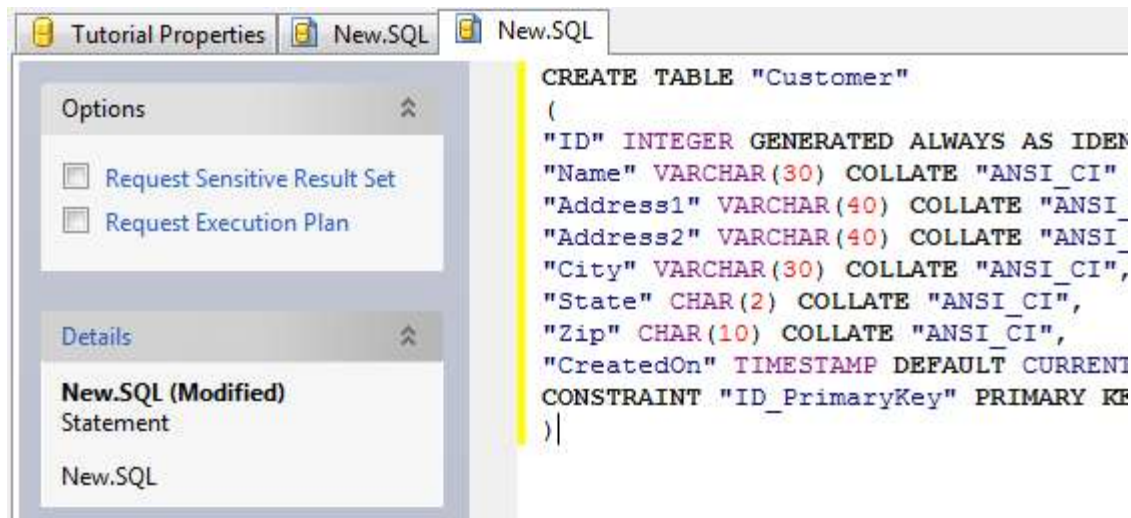 Tutorial Properties New.SQL New.SQL
Options
Request Sensitive Result Set
Request Execution Plan
Details
New.SQL (Modified)
Statement
New.SQL
CREATE TABLE "Customer"
(
"ID" INTEGER GENERATED ALWAYS AS IDEN
"Name" VARCHAR(30) COLLATE "ANSI_CI"
"Address1" VARCHAR(40) COLLATE "ANSI_
"Address2" VARCHAR(40) COLLATE "ANSI_
"City" VARCHAR(30) COLLATE "ANSI_CI",
"State" CHAR(2) COLLATE "ANSI_CI",
"Zip" CHAR(10) COLLATE "ANSI_CI",
"CreatedOn" TIMESTAMP DEFAULT CURRENT
CONSTRAINT "ID_PrimaryKey" PRIMARY KE
)